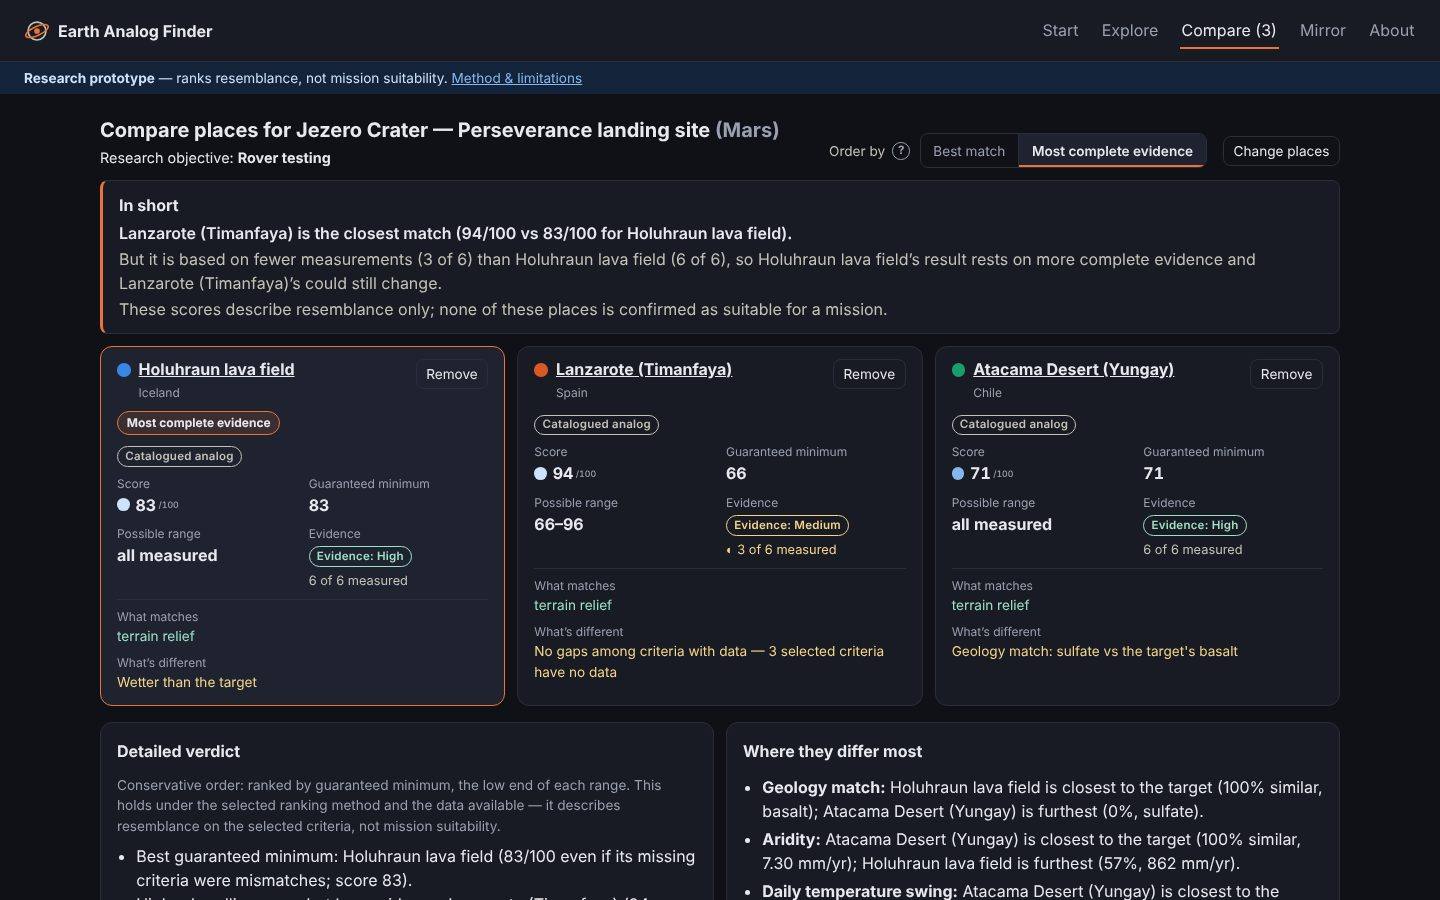 Earth Analog Finder
Start Explore Compare (3) Mirror About
Research prototype — ranks resemblance, not mission suitability. Method & limitations
Compare places for Jezero Crater — Perseverance landing site (Mars)
Research objective: Rover testing
Order by ? Best match Most complete evidence Change places
In short
Lanzarote (Timanfaya) is the closest match (94/100 vs 83/100 for Holuhraun lava field).
But it is based on fewer measurements (3 of 6) than Holuhraun lava field (6 of 6), so Holuhraun lava field’s result rests on more complete evidence and
Lanzarote (Timanfaya)’s could still change.
These scores describe resemblance only; none of these places is confirmed as suitable for a mission.
Holuhraun lava field Remove
Iceland
Most complete evidence
Catalogued analog
Score Guaranteed minimum
83 /100 83
Possible range Evidence
all measured Evidence: High
6 of 6 measured
What matches
terrain relief
What’s different
Wetter than the target
Lanzarote (Timanfaya) Remove
Spain
Catalogued analog
Score Guaranteed minimum
94 /100 66
Possible range Evidence
66–96 Evidence: Medium
3 of 6 measured
What matches
terrain relief
What’s different
No gaps among criteria with data — 3 selected criteria
have no data
Atacama Desert (Yungay) Remove
Chile
Catalogued analog
Score Guaranteed minimum
71 /100 71
Possible range Evidence
all measured Evidence: High
6 of 6 measured
What matches
terrain relief
What’s different
Geology match: sulfate vs the target's basalt
Detailed verdict
Conservative order: ranked by guaranteed minimum, the low end of each range. This
holds under the selected ranking method and the data available — it describes
resemblance on the selected criteria, not mission suitability.
• Best guaranteed minimum: Holuhraun lava field (83/100 even if its missing
criteria were mismatches; score 83).
Where they differ most
• Geology match: Holuhraun lava field is closest to the target (100% similar,
basalt); Atacama Desert (Yungay) is furthest (0%, sulfate).
• Aridity: Atacama Desert (Yungay) is closest to the target (100% similar,
7.30 mm/yr); Holuhraun lava field is furthest (57%, 862 mm/yr).
• Daily temperature swing: Atacama Desert (Yungay) is closest to the